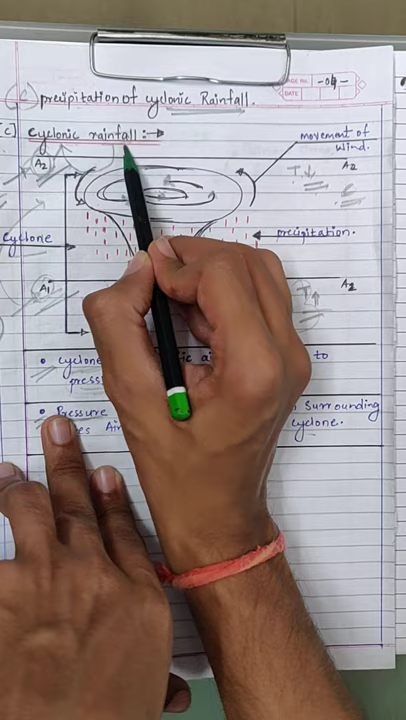 PAGE NO. -04-
DATE
precipitation of cyclonic Rainfall.
(c) cyclonic rainfall :→
movement of
wind.
A2 T↓ A2
cyclone
precipitation.
A1 T↑ A2
• cyclone to
• Pressure Surrounding
Air cyclone.